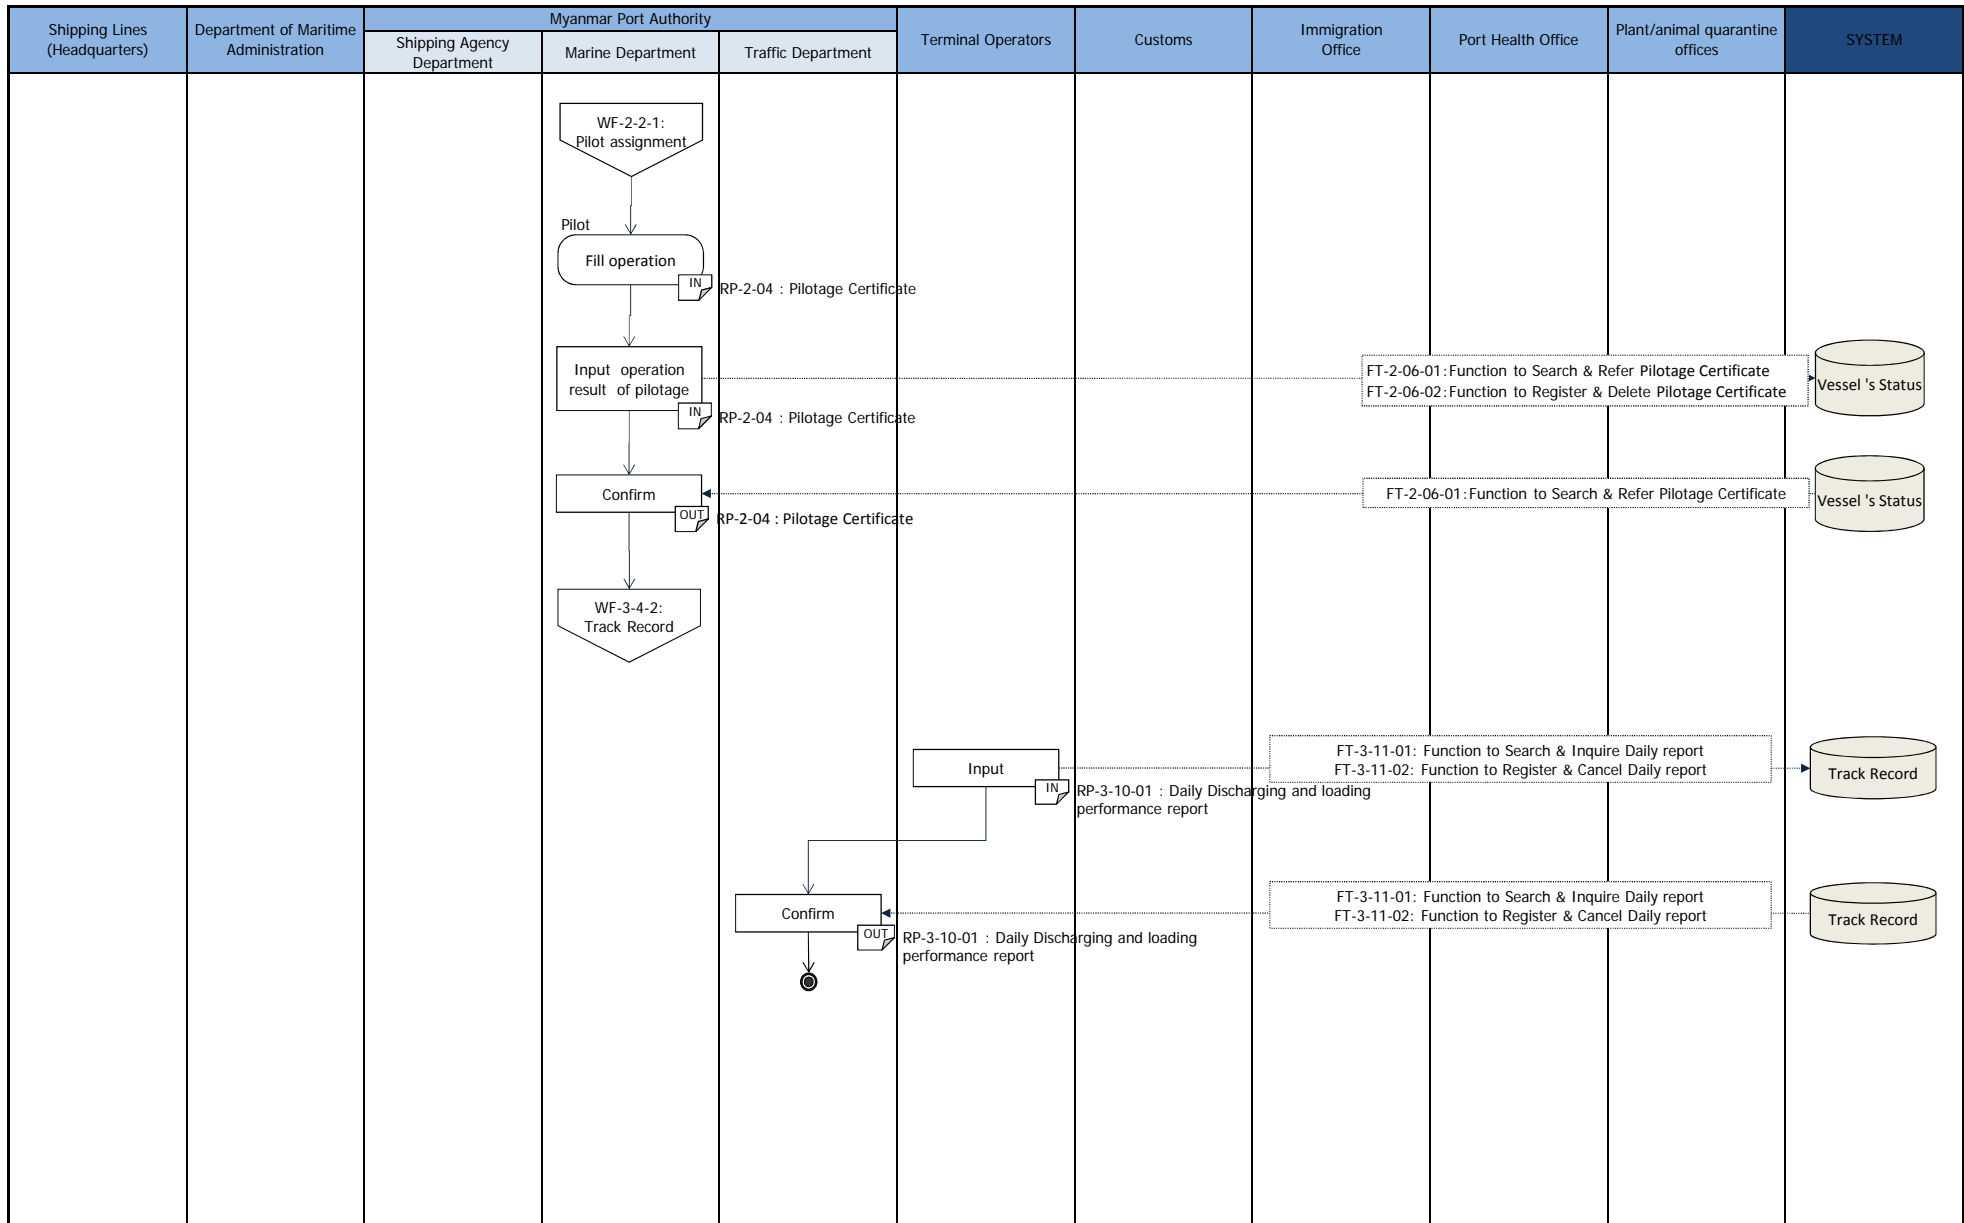 Shipping Lines
(Headquarters)
Department of Maritime
Administration
Myanmar Port Authority
Shipping Agency
Department
Marine Department
Traffic Department
Terminal Operators
Customs
Immigration
Office
Port Health Office
Plant/animal quarantine
offices
SYSTEM
WF-2-2-1:
Pilot assignment
Pilot
Fill operation
IN
RP-2-04 : Pilotage Certificate
Input operation
result of pilotage
IN
RP-2-04 : Pilotage Certificate
FT-2-06-01:Function to Search & Refer Pilotage Certificate
FT-2-06-02:Function to Register & Delete Pilotage Certificate
Vessel 's Status
Confirm
OUT
RP-2-04 : Pilotage Certificate
FT-2-06-01:Function to Search & Refer Pilotage Certificate
Vessel 's Status
WF-3-4-2:
Track Record
Input
IN
RP-3-10-01 : Daily Discharging and loading
performance report
FT-3-11-01: Function to Search & Inquire Daily report
FT-3-11-02: Function to Register & Cancel Daily report
Track Record
Confirm
OUT
RP-3-10-01 : Daily Discharging and loading
performance report
FT-3-11-01: Function to Search & Inquire Daily report
FT-3-11-02: Function to Register & Cancel Daily report
Track Record